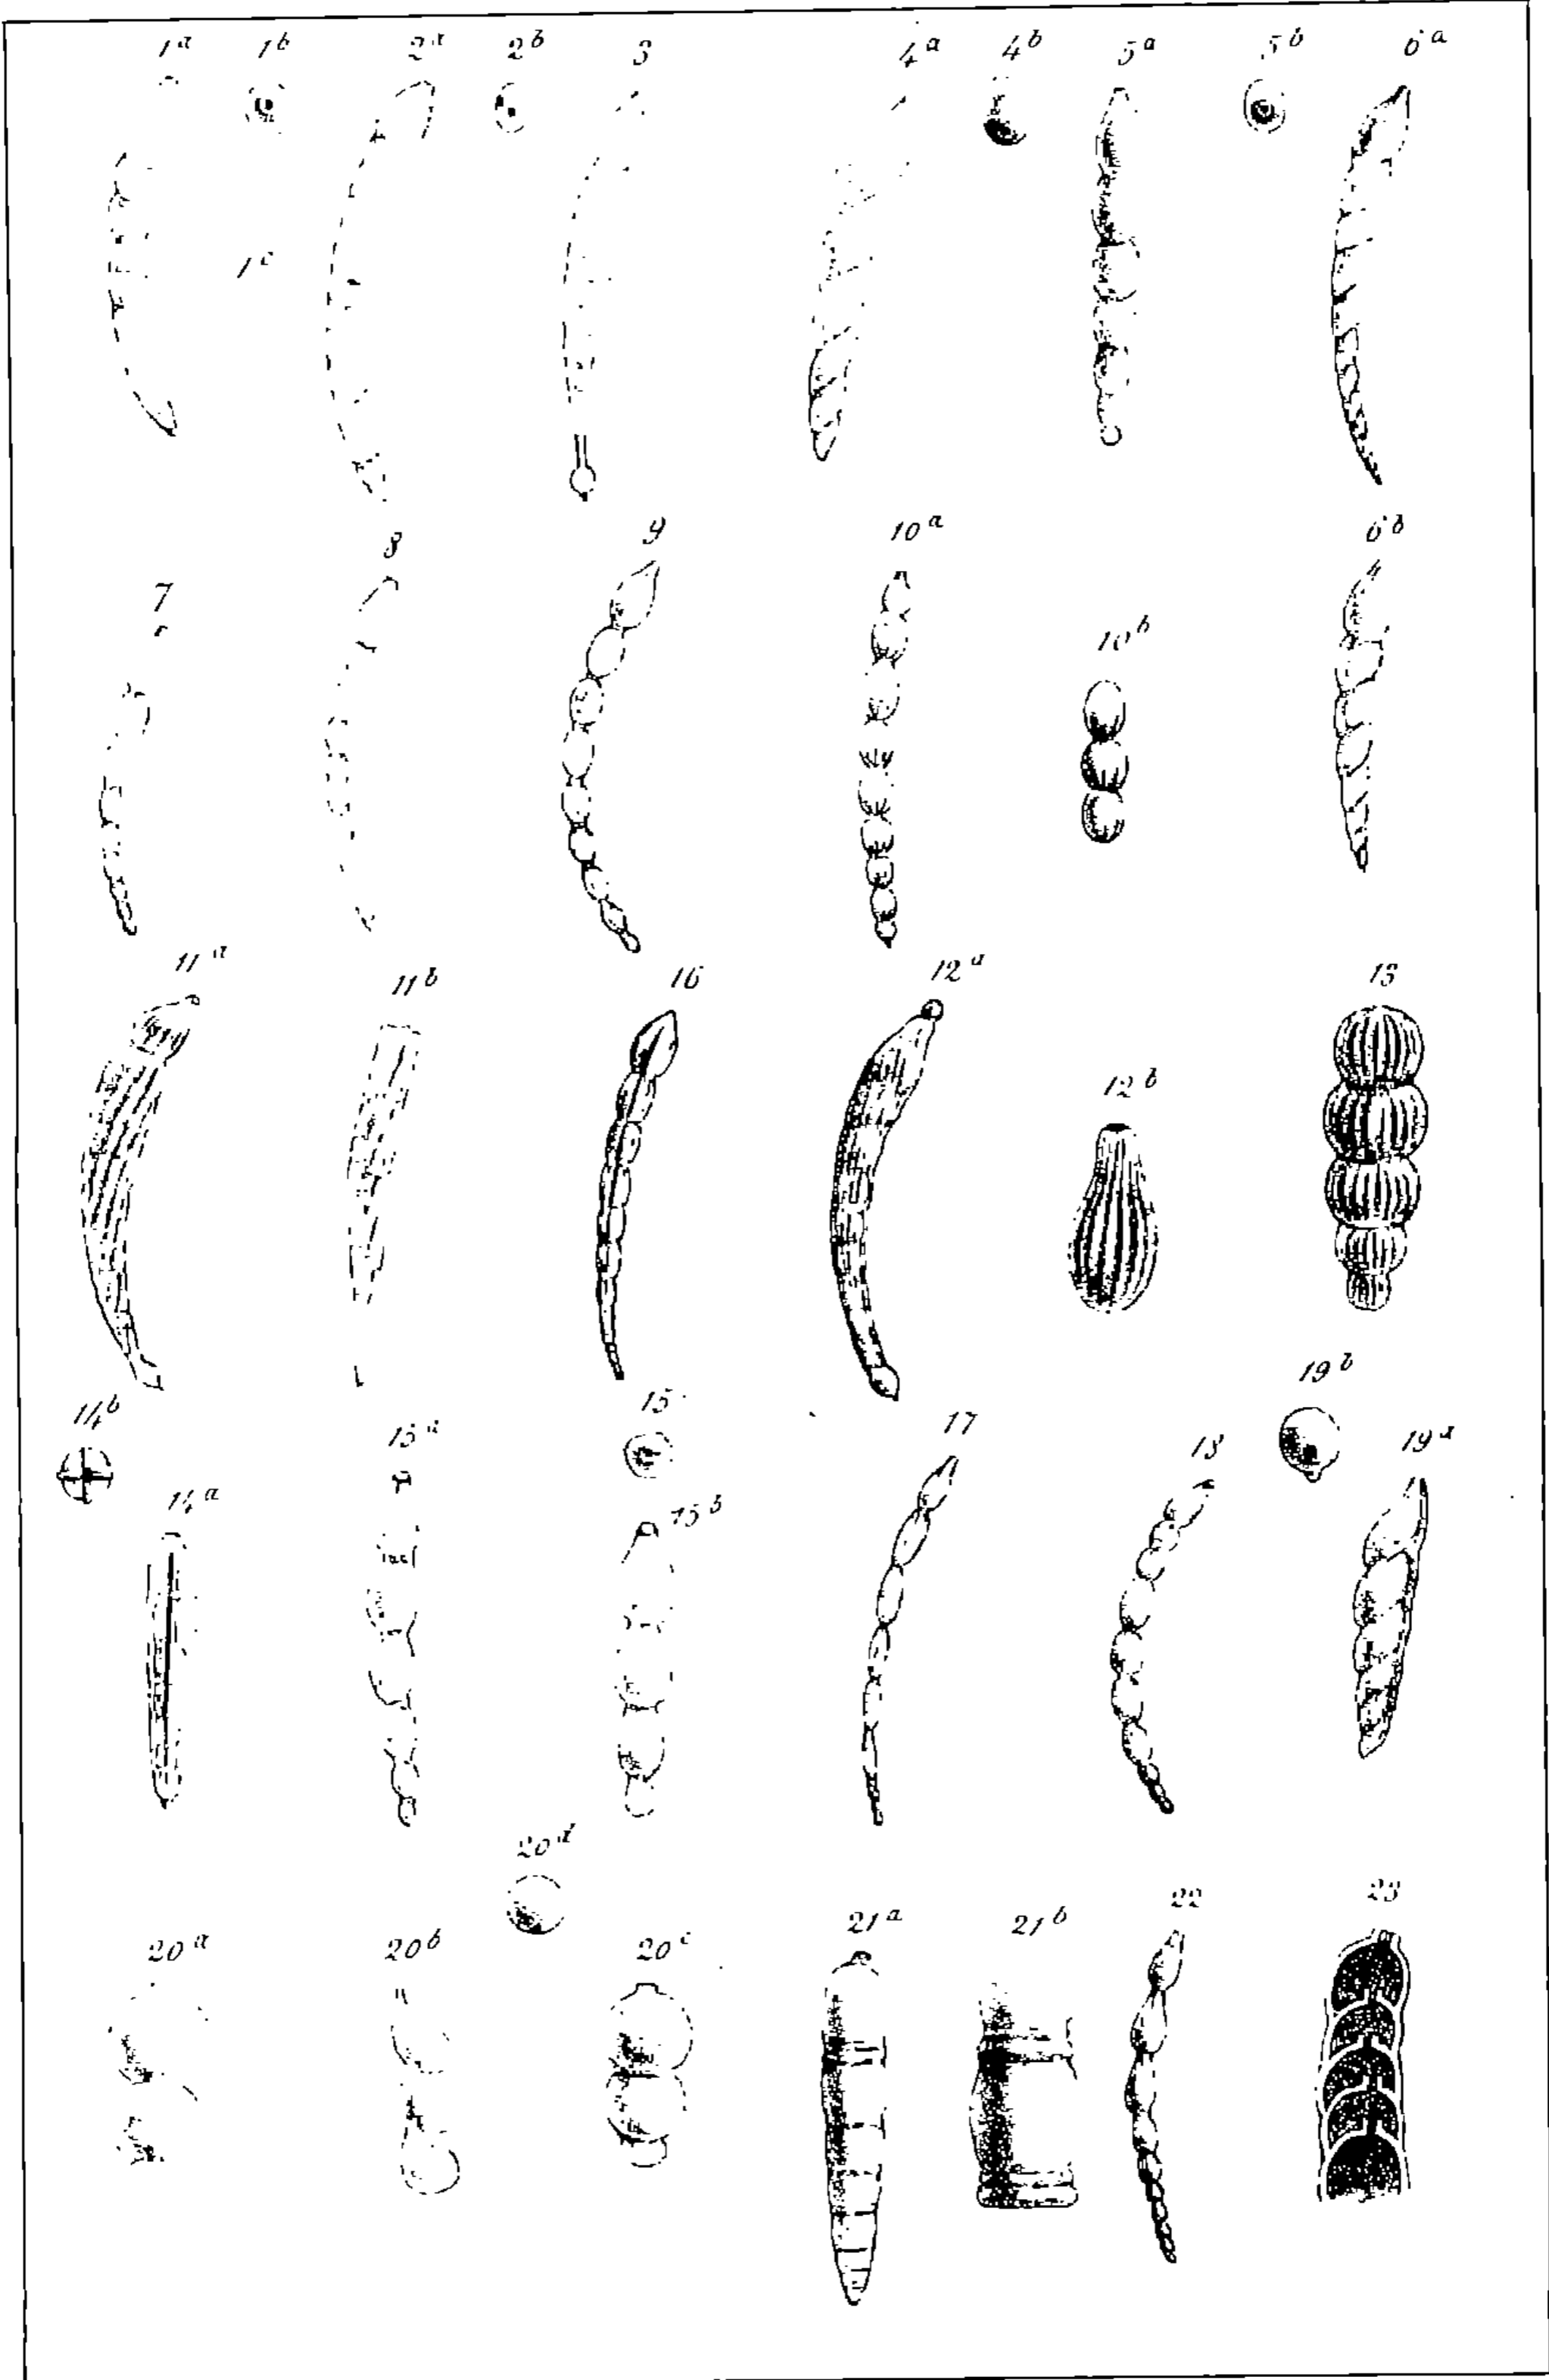 1a 1b 2a 2b 3 4a 4b 5a 5b 6a
1c
7 8 9 10a 10b 6b
11a 11b 16 12a 12b 13
14b 15a 15 17 18 19b 19a
14a 15b
20d
20a 20b 20c 21a 21b 22 23